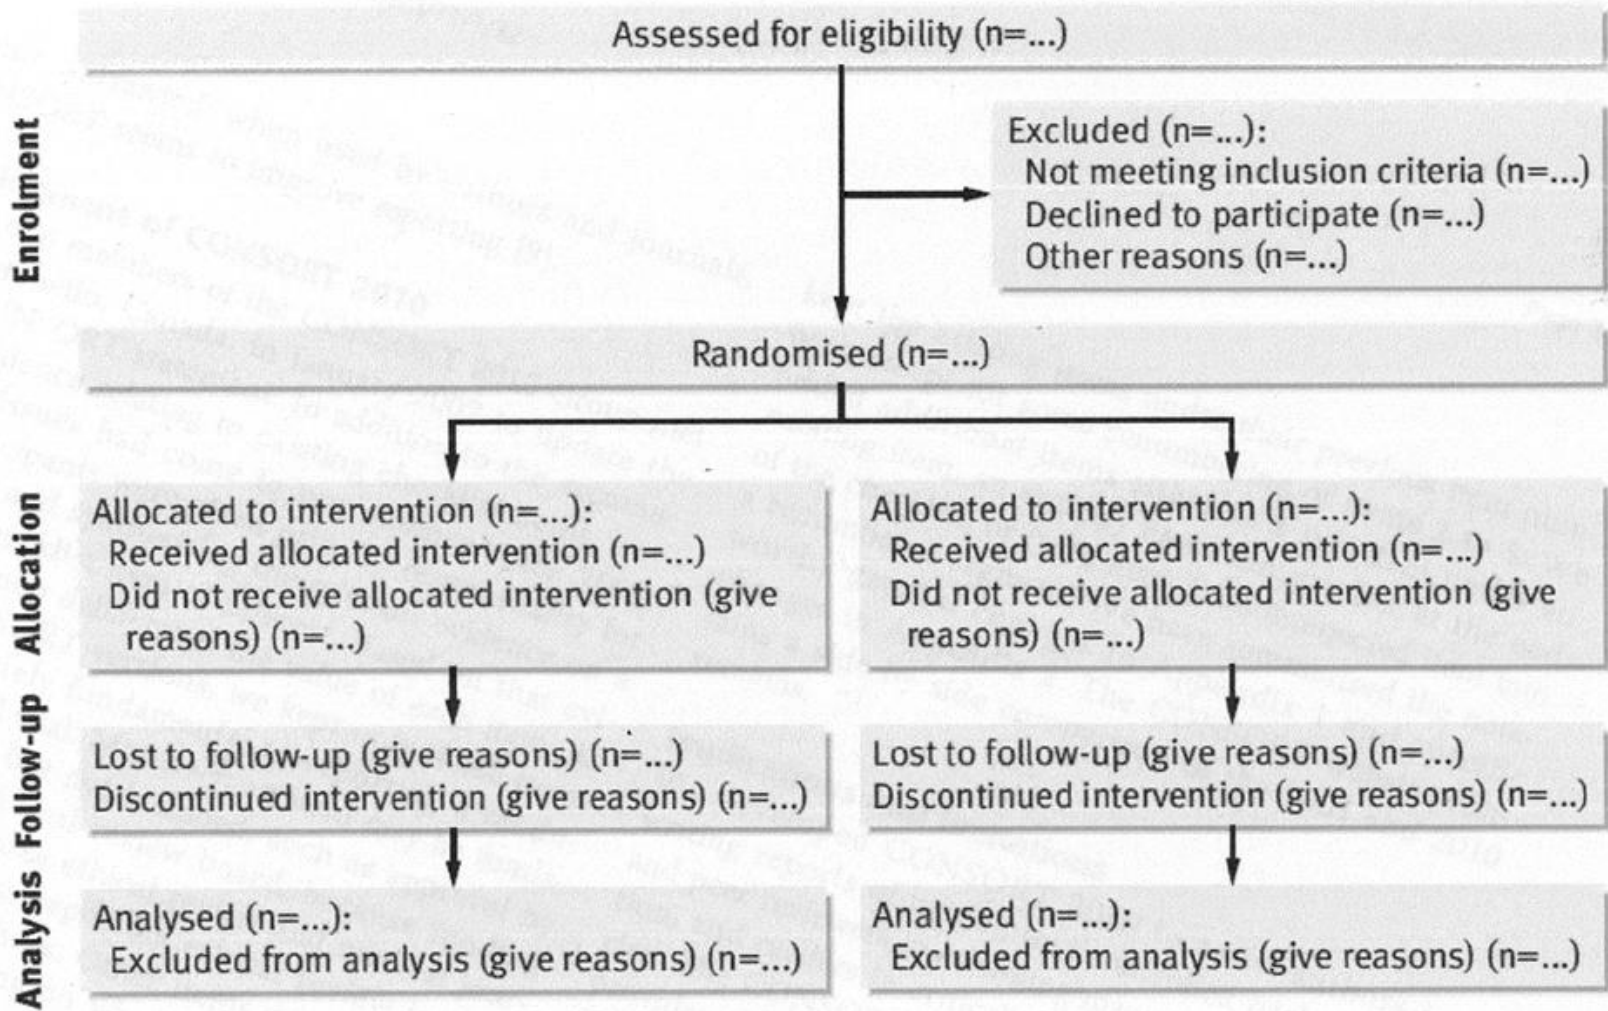 Assessed for eligibility (n=...)
Enrolment
Excluded (n=...):
Not meeting inclusion criteria (n=...)
Declined to participate (n=...)
Other reasons (n=...)
Randomised (n=...)
Allocation
Allocated to intervention (n=...):
Received allocated intervention (n=...)
Did not receive allocated intervention (give
reasons) (n=...)
Allocated to intervention (n=...):
Received allocated intervention (n=...)
Did not receive allocated intervention (give
reasons) (n=...)
Follow-up
Lost to follow-up (give reasons) (n=...)
Discontinued intervention (give reasons) (n=...)
Lost to follow-up (give reasons) (n=...)
Discontinued intervention (give reasons) (n=...)
Analysis
Analysed (n=...):
Excluded from analysis (give reasons) (n=...)
Analysed (n=...):
Excluded from analysis (give reasons) (n=...)